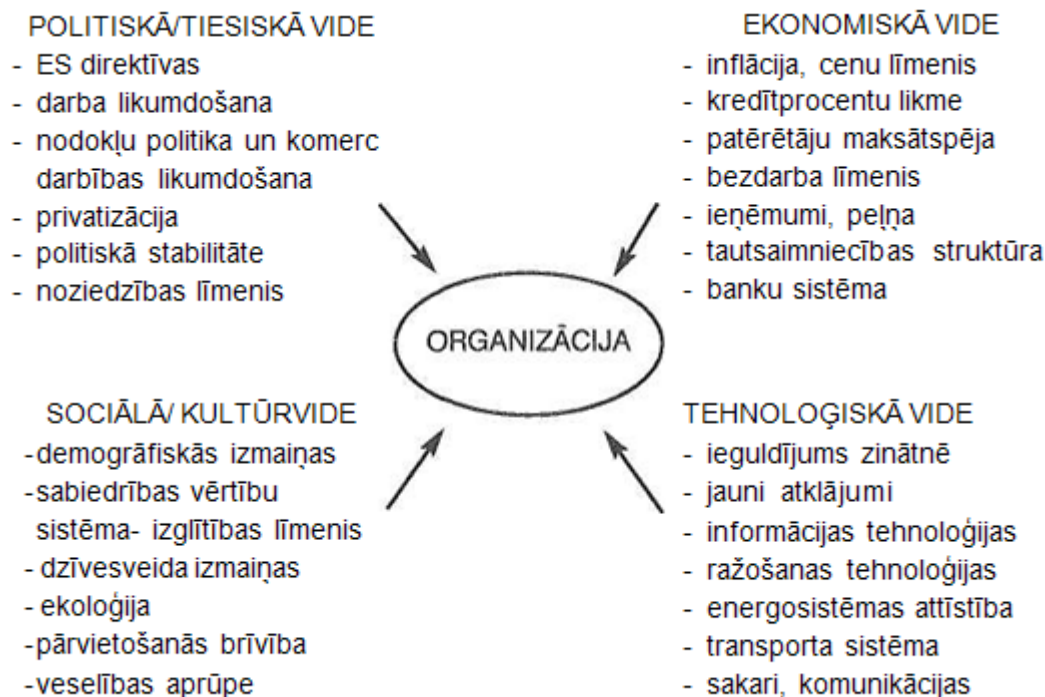 POLITISKĀ/TIESISKĀ VIDE
- ES direktīvas
- darba likumdošana
- nodokļu politika un komerc
darbības likumdošana
- privatizācija
- politiskā stabilitāte
- noziedzības līmenis
EKONOMISKĀ VIDE
- inflācija, cenu līmenis
- kredītprocentu likme
- patērētāju maksātspēja
- bezdarba līmenis
- ieņēmumi, peļņa
- tautsaimniecības struktūra
- banku sistēma
ORGANIZĀCIJA
SOCIĀLĀ/ KULTŪRVIDE
-demogrāfiskās izmaiņas
-sabiedrības vērtību
sistēma- izglītības līmenis
- dzīvesveida izmaiņas
- ekoloģija
-pārvietošanās brīvība
-veselības aprūpe
TEHNOLOĢISKĀ VIDE
- ieguldījums zinātnē
- jauni atklājumi
- informācijas tehnoloģijas
- ražošanas tehnoloģijas
- energosistēmas attīstība
- transporta sistēma
- sakari, komunikācijas